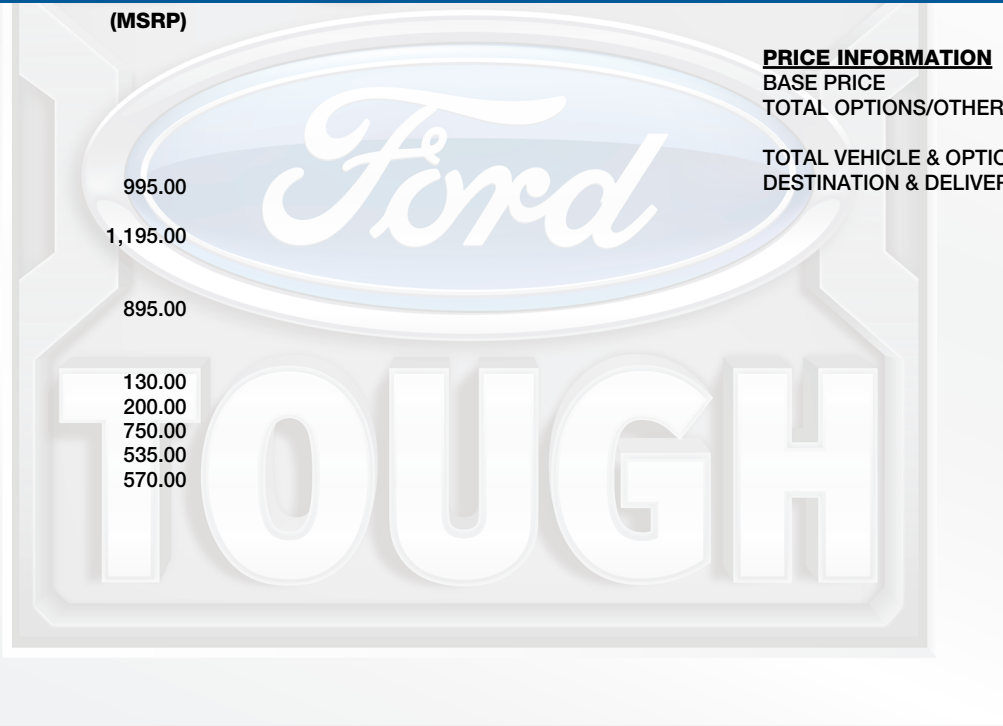 (MSRP)
PRICE INFORMATION
BASE PRICE
TOTAL OPTIONS/OTHER
TOTAL VEHICLE & OPTIO
DESTINATION & DELIVER
995.00
1,195.00
895.00
130.00
200.00
750.00
535.00
570.00
Ford
TOUGH